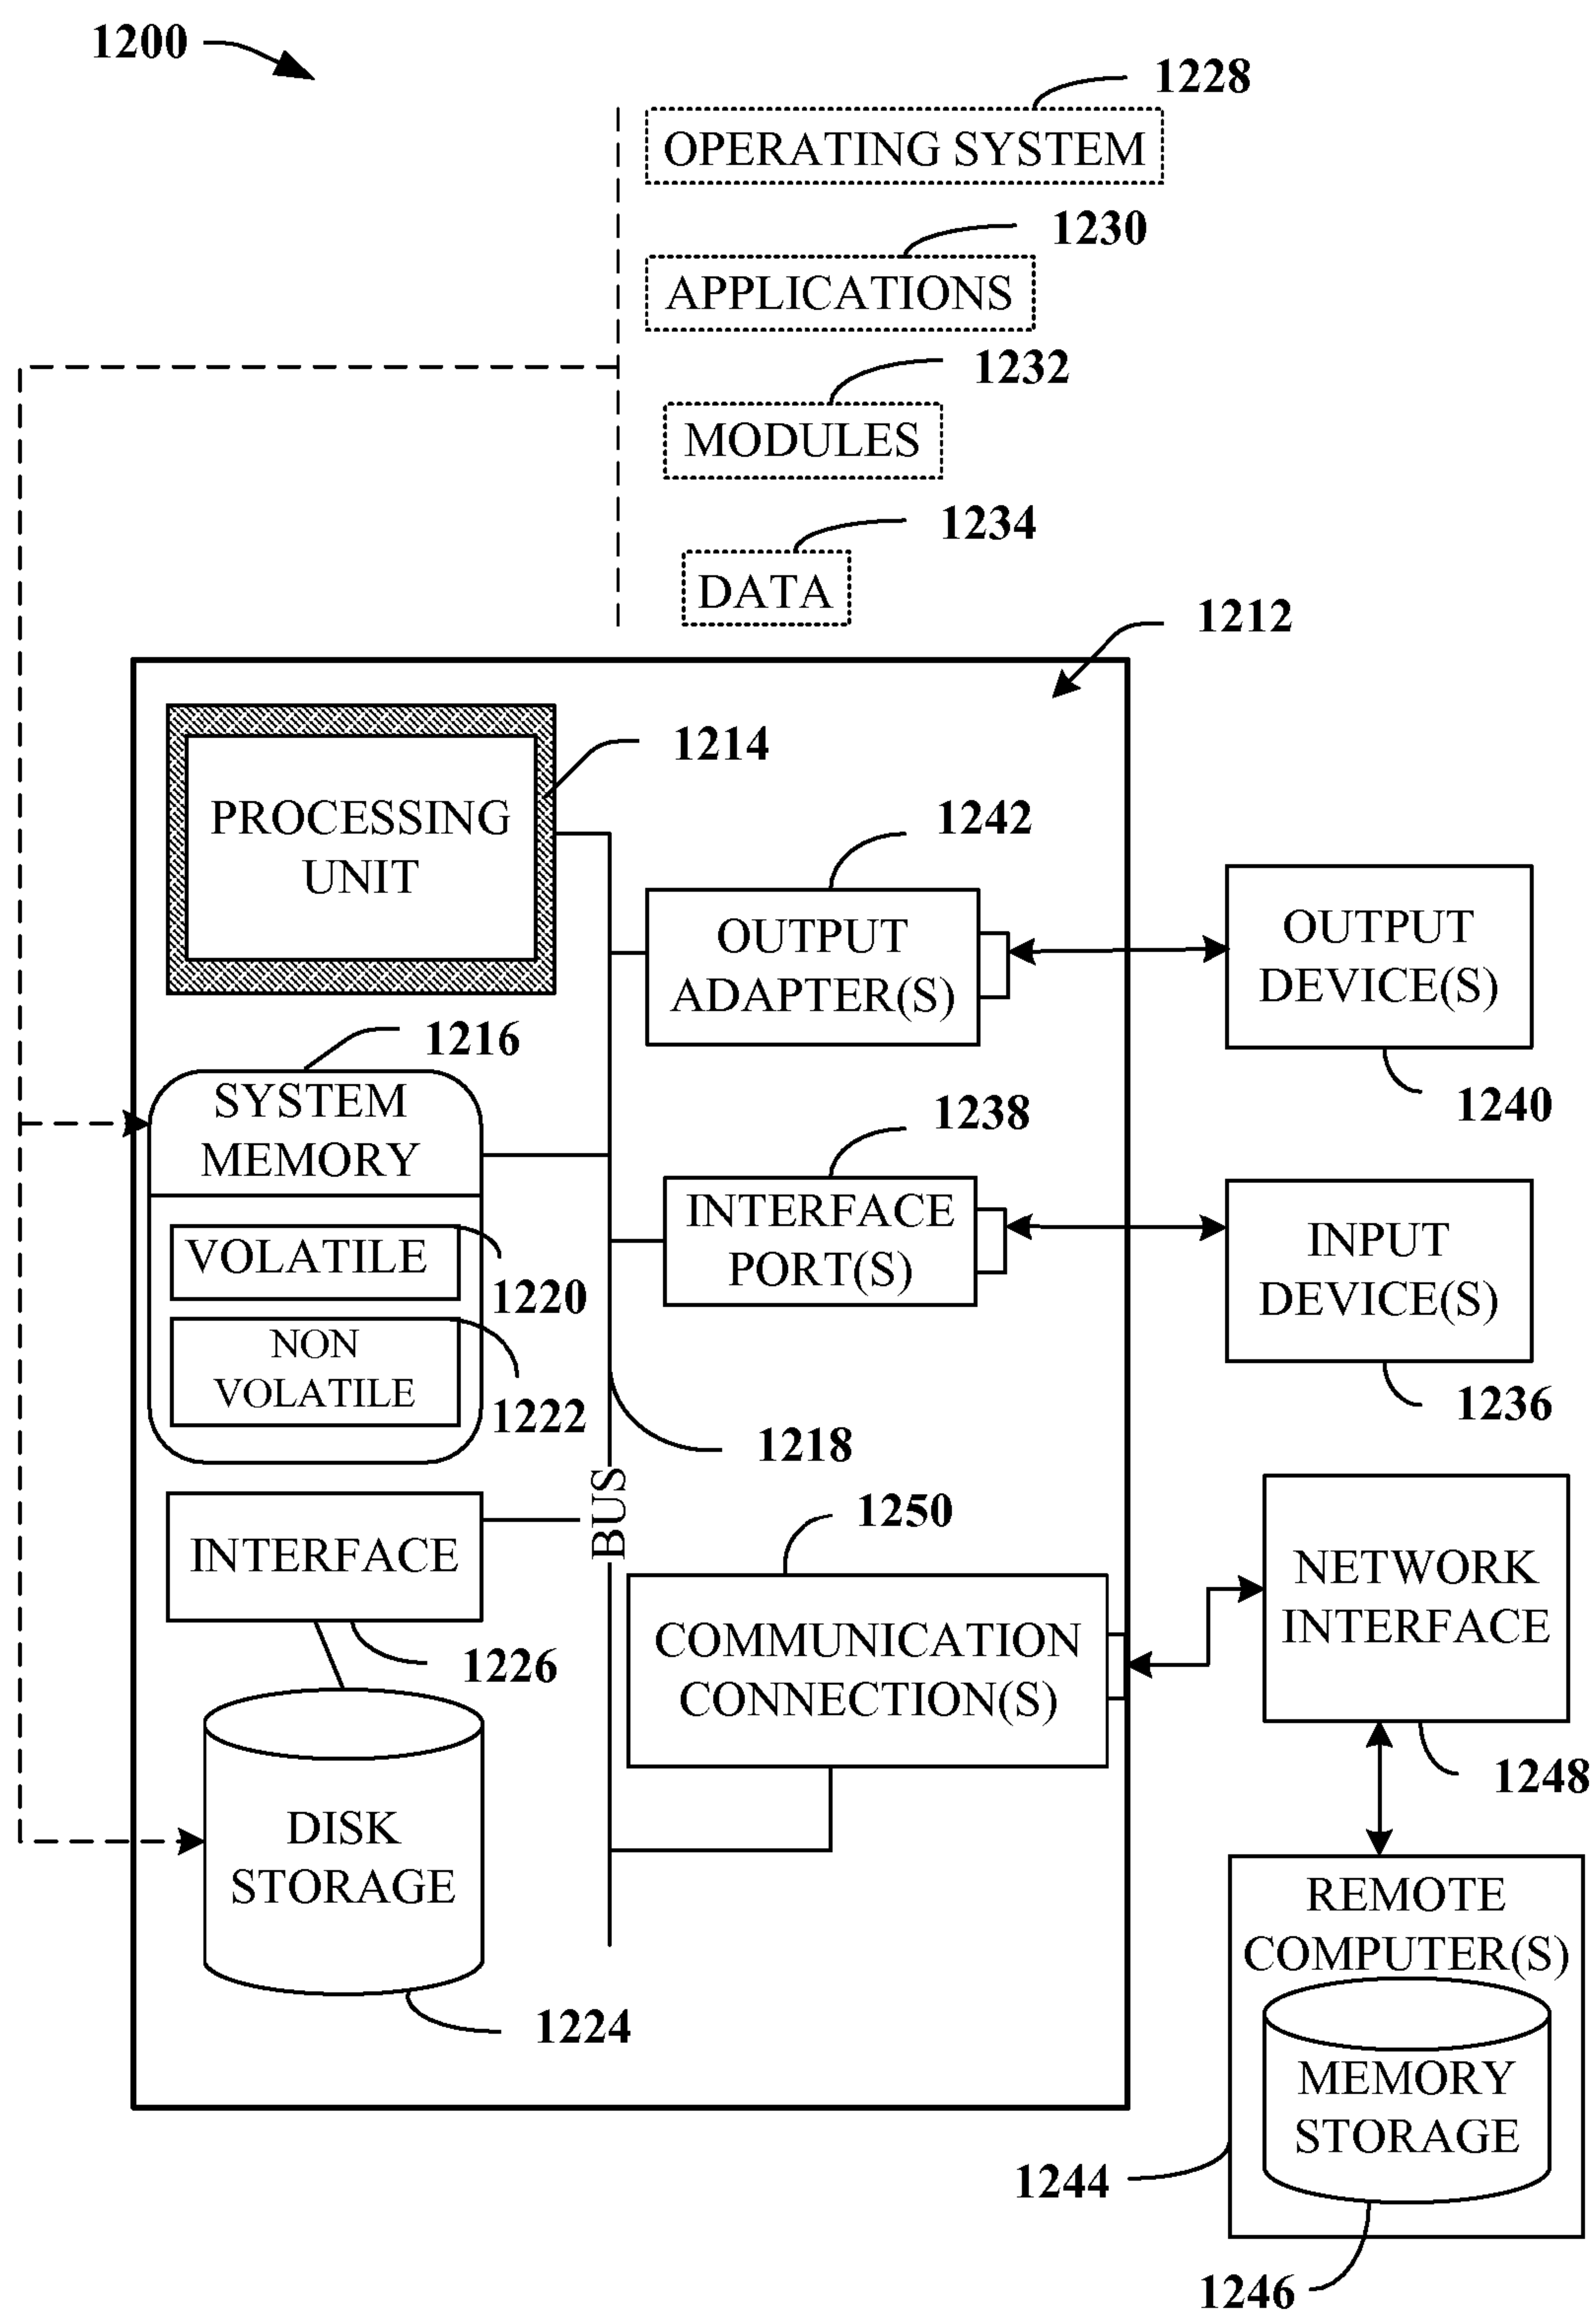 1200
1228
OPERATING SYSTEM
1230
APPLICATIONS
1232
MODULES
1234
DATA
1212
1214
PROCESSING
UNIT
1242
OUTPUT
ADAPTER(S)
OUTPUT
DEVICE(S)
1240
1216
SYSTEM
MEMORY
1238
INTERFACE
PORT(S)
INPUT
DEVICE(S)
1236
VOLATILE
1220
NON
VOLATILE
1222
1218
BUS
INTERFACE
1226
1250
COMMUNICATION
CONNECTION(S)
NETWORK
INTERFACE
1248
DISK
STORAGE
1224
REMOTE
COMPUTER(S)
MEMORY
STORAGE
1244
1246